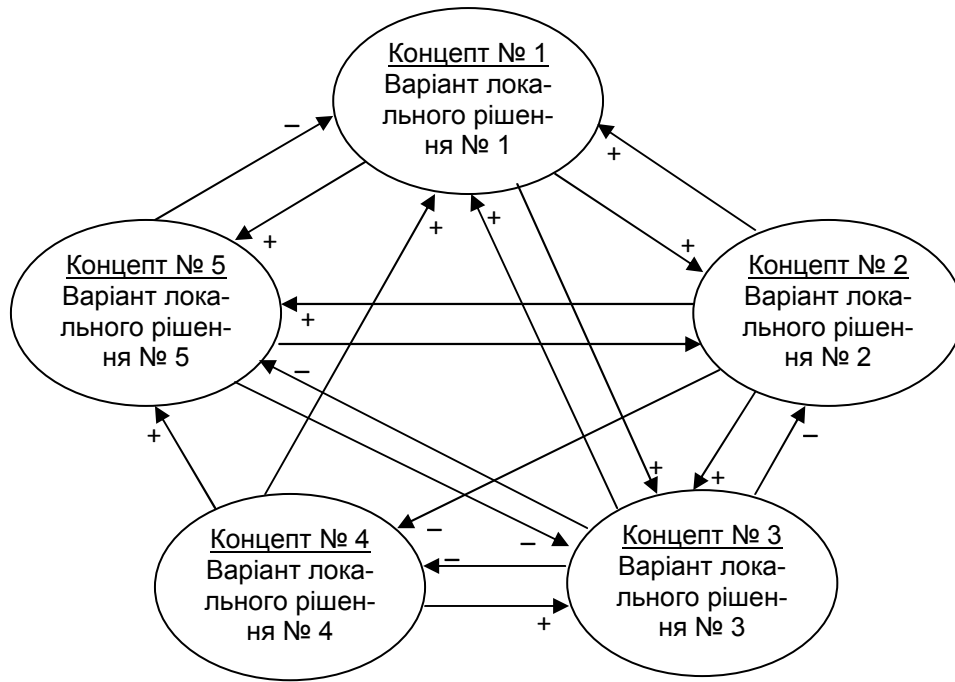 Концепт № 1
Варіант лока-
льного рішен-
ня № 1
–
+
+
+
+
+
Концепт № 5
Варіант лока-
льного рішен-
ня № 5
Концепт № 2
Варіант лока-
льного рішен-
ня № 2
+
–
+
–
+
+
–
–
–
–
+
Концепт № 4
Варіант лока-
льного рішен-
ня № 4
Концепт № 3
Варіант лока-
льного рішен-
ня № 3